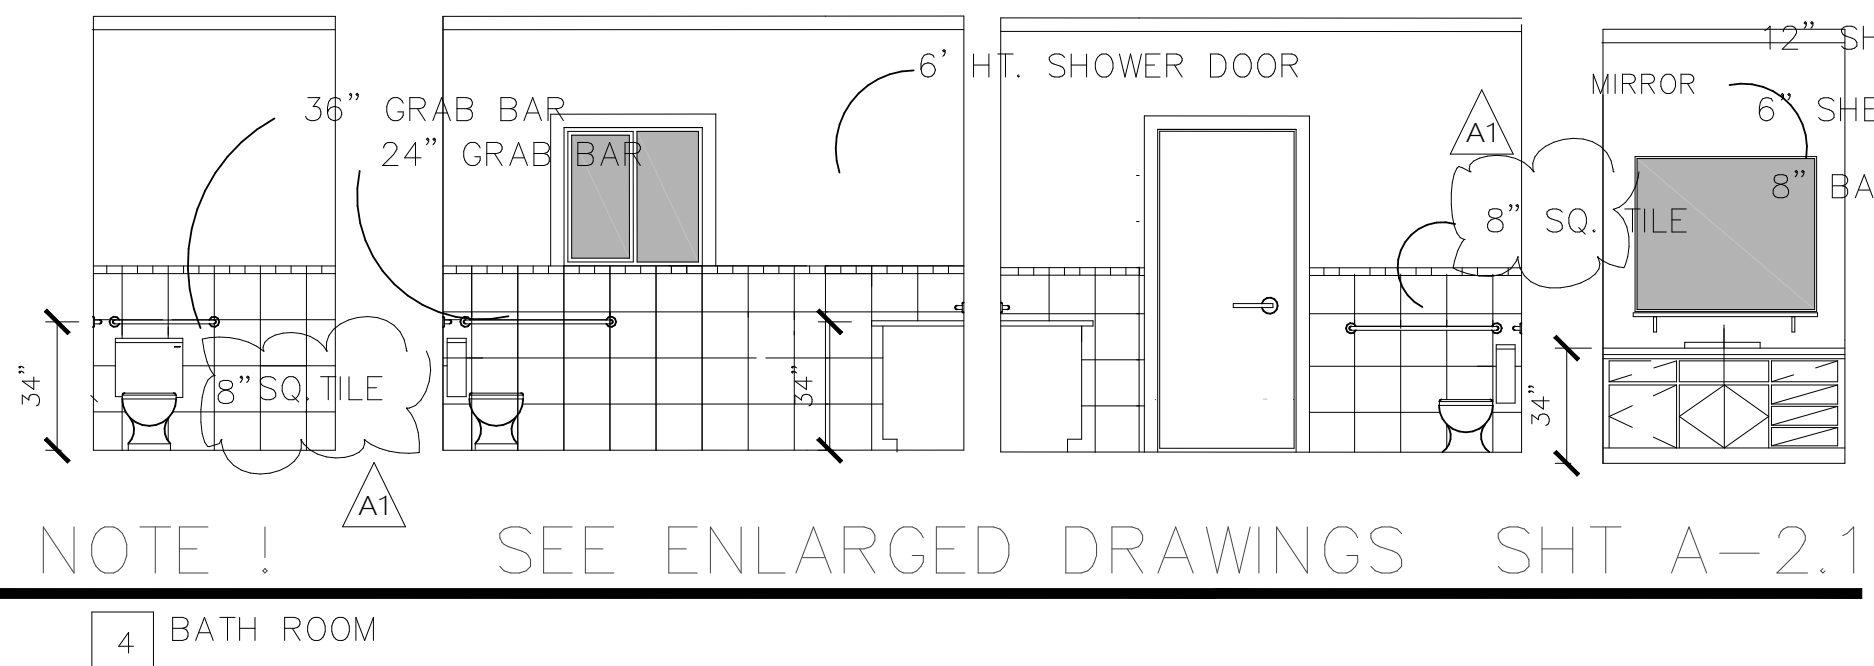 12" SH
6' HT. SHOWER DOOR
MIRROR
36" GRAB BAR
6" SHE
A1
24" GRAB BAR
8" BA
8" SQ. TILE
34"
8" SQ. TILE
34"
34"
A1
NOTE ! SEE ENLARGED DRAWINGS SHT A-2.1
4 BATH ROOM